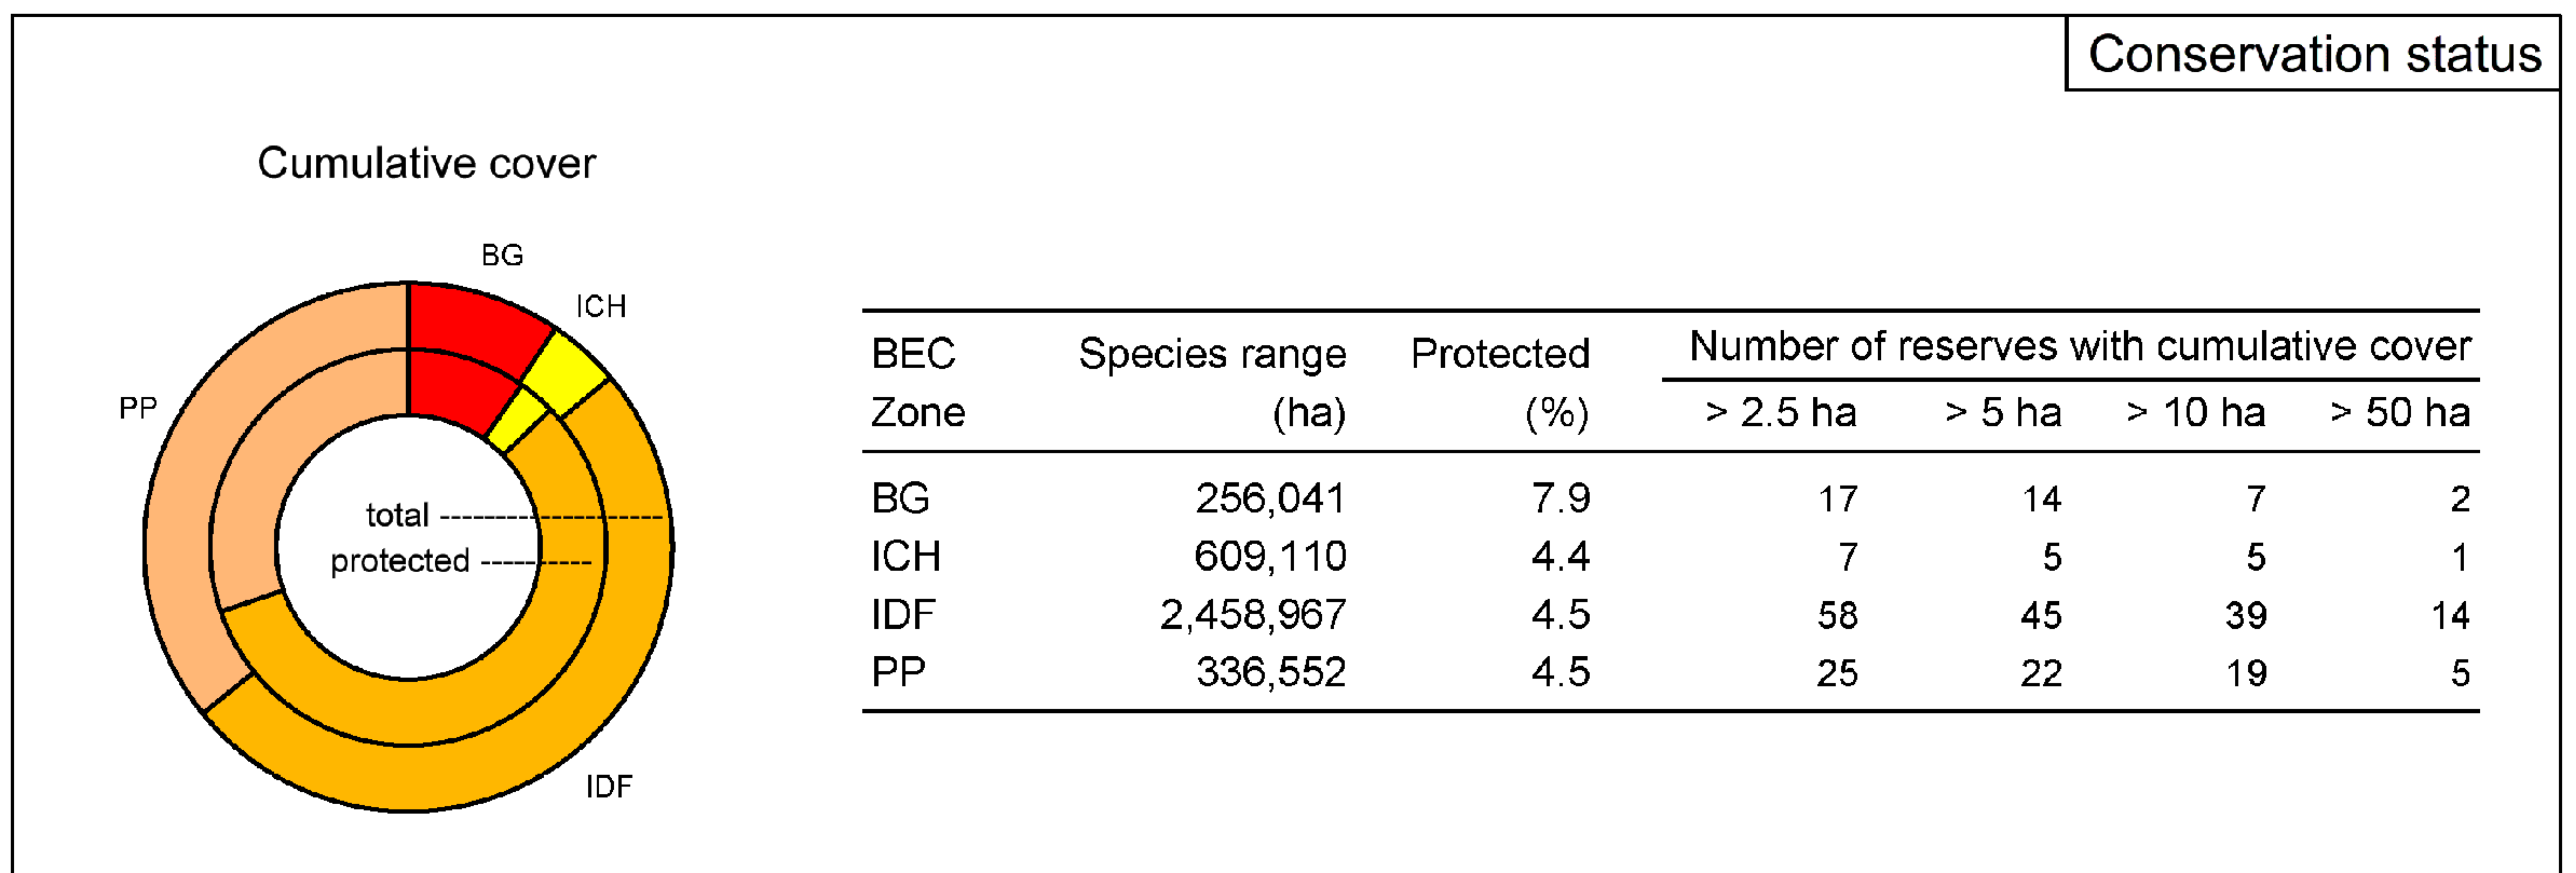 Conservation status
Cumulative cover
BG
ICH
PP
IDF
total
protected
BEC Species range Protected Number of reserves with cumulative cover
Zone (ha) (%) > 2.5 ha > 5 ha > 10 ha > 50 ha
BG 256,041 7.9 17 14 7 2
ICH 609,110 4.4 7 5 5 1
IDF 2,458,967 4.5 58 45 39 14
PP 336,552 4.5 25 22 19 5